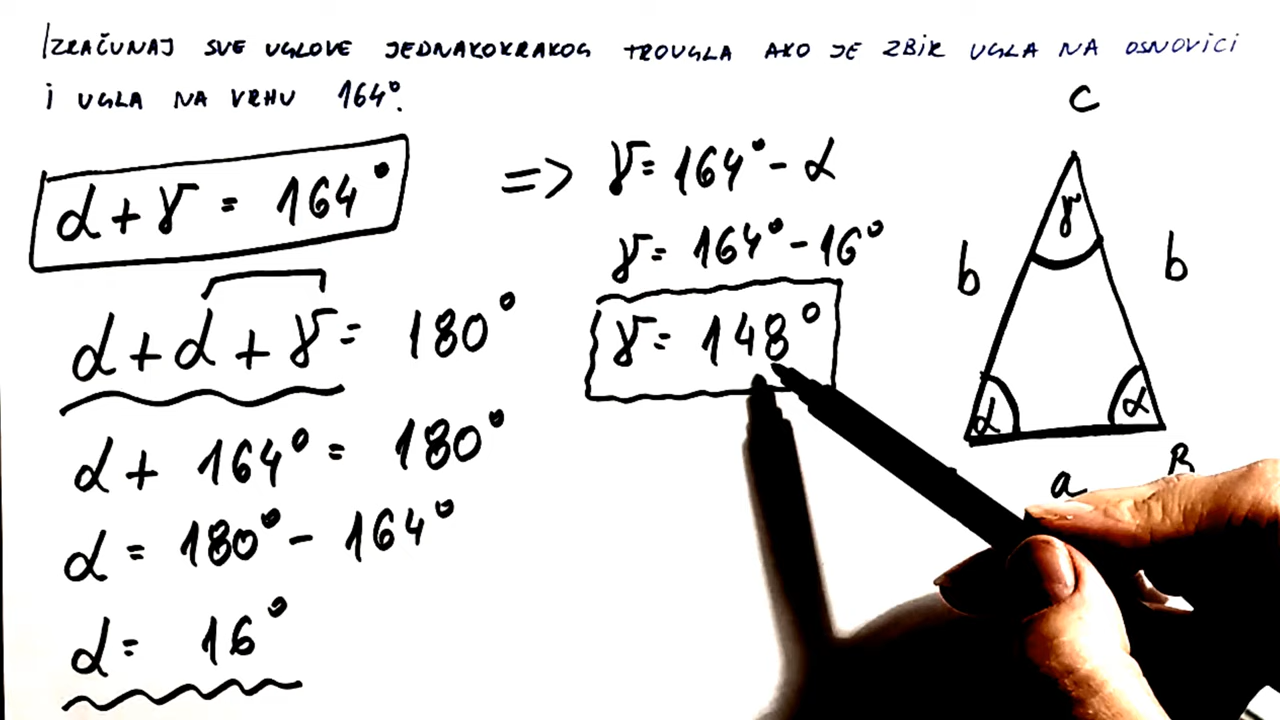 IZRAČUNAJ SVE UGLOVE JEDNAKOKRAKOG TROUGLA AKO JE ZBIR UGLA NA OSNOVICI
I UGLA NA VRHU 164°.
α + γ = 164°
α + α + γ = 180°
α + 164° = 180°
α = 180° - 164°
α = 16°
=> γ = 164° - α
γ = 164° - 16°
γ = 148°
C
γ
b b
α α
a B